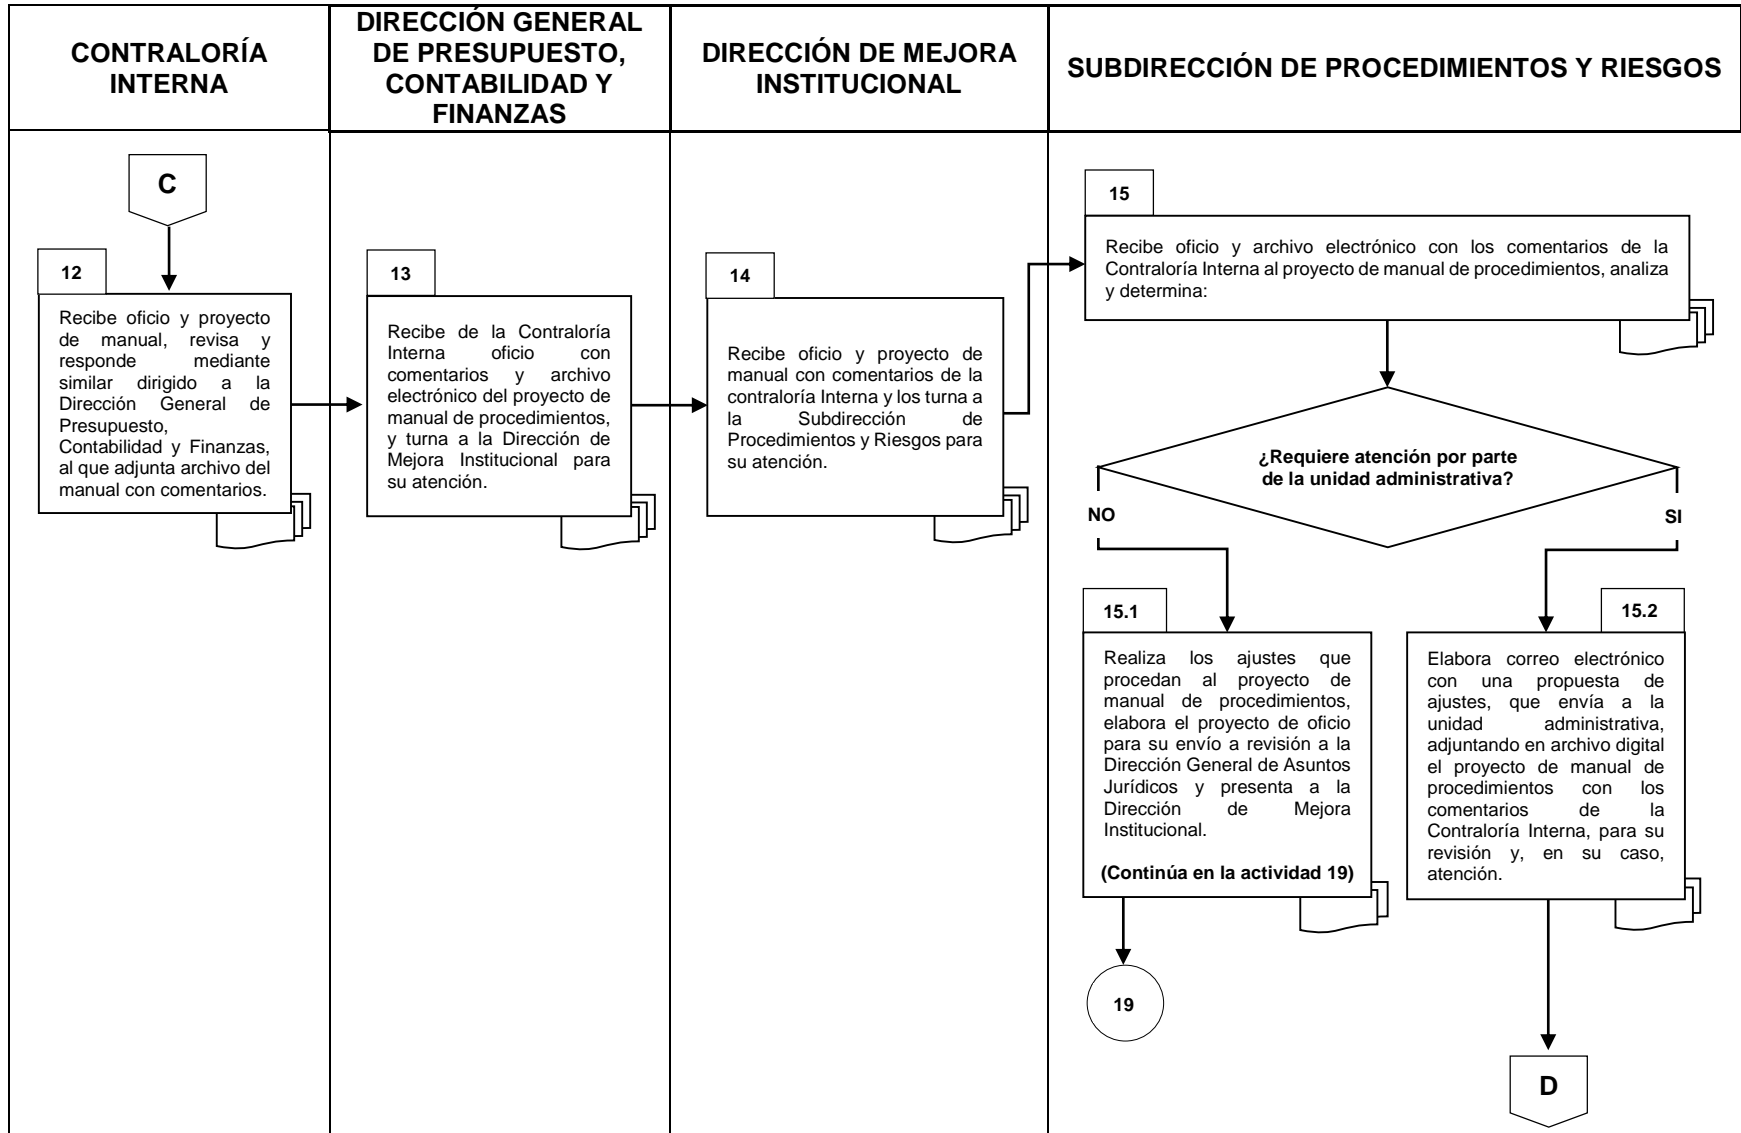 CONTRALORÍA
INTERNA
DIRECCIÓN GENERAL
DE PRESUPUESTO,
CONTABILIDAD Y
FINANZAS
DIRECCIÓN DE MEJORA
INSTITUCIONAL
SUBDIRECCIÓN DE PROCEDIMIENTOS Y RIESGOS
C
12
Recibe oficio y proyecto
de manual, revisa y
responde mediante
similar dirigido a la
Dirección General de
Presupuesto,
Contabilidad y Finanzas,
al que adjunta archivo del
manual con comentarios.
13
Recibe de la Contraloría
Interna oficio con
comentarios y archivo
electrónico del proyecto de
manual de procedimientos,
y turna a la Dirección de
Mejora Institucional para
su atención.
14
Recibe oficio y proyecto de
manual con comentarios de la
contraloría Interna y los turna a
la Subdirección de
Procedimientos y Riesgos para
su atención.
15
Recibe oficio y archivo electrónico con los comentarios de la
Contraloría Interna al proyecto de manual de procedimientos, analiza
y determina:
¿Requiere atención por parte
de la unidad administrativa?
NO
SI
15.1
Realiza los ajustes que
procedan al proyecto de
manual de procedimientos,
elabora el proyecto de oficio
para su envío a revisión a la
Dirección General de Asuntos
Jurídicos y presenta a la
Dirección de Mejora
Institucional.
(Continúa en la actividad 19)
19
15.2
Elabora correo electrónico
con una propuesta de
ajustes, que envía a la
unidad administrativa,
adjuntando en archivo digital
el proyecto de manual de
procedimientos con los
comentarios de la
Contraloría Interna, para su
revisión y, en su caso,
atención.
D